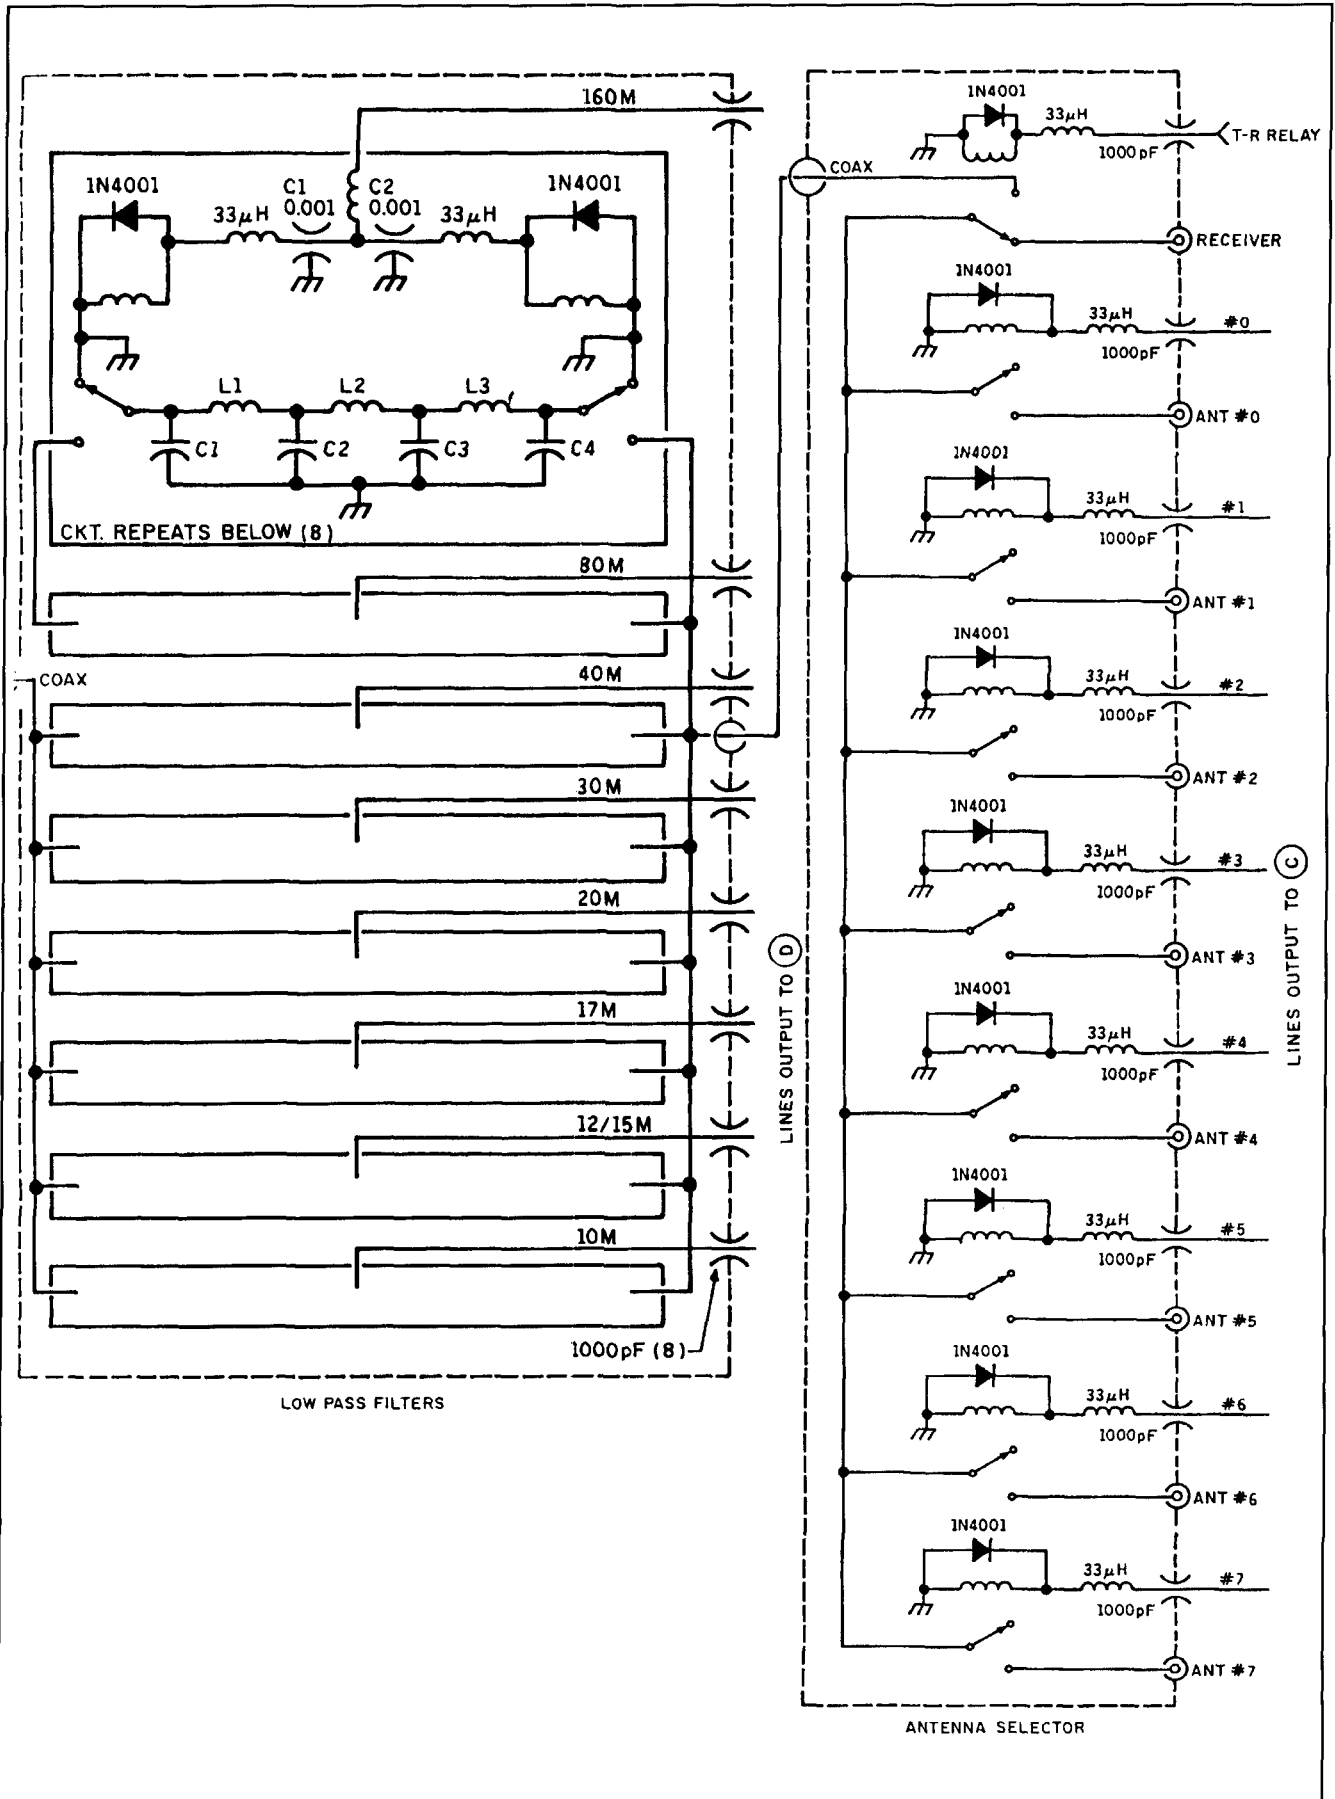 160M
1N4001
C1
0.001
C2
0.001
1N4001
33μH
33μH
L1
L2
L3
C1
C2
C3
C4
CKT. REPEATS BELOW (8)
80M
COAX
40M
30M
20M
17M
12/15M
10M
1000pF (8)
LOW PASS FILTERS
LINES OUTPUT TO D
1N4001
33μH
1000pF
T-R RELAY
COAX
RECEIVER
1N4001
33μH
1000pF
#0
ANT #0
1N4001
33μH
1000pF
#1
ANT #1
1N4001
33μH
1000pF
#2
ANT #2
1N4001
33μH
1000pF
#3
ANT #3
1N4001
33μH
1000pF
#4
ANT #4
1N4001
33μH
1000pF
#5
ANT #5
1N4001
33μH
1000pF
#6
ANT #6
1N4001
33μH
1000pF
#7
ANT #7
LINES OUTPUT TO C
ANTENNA SELECTOR